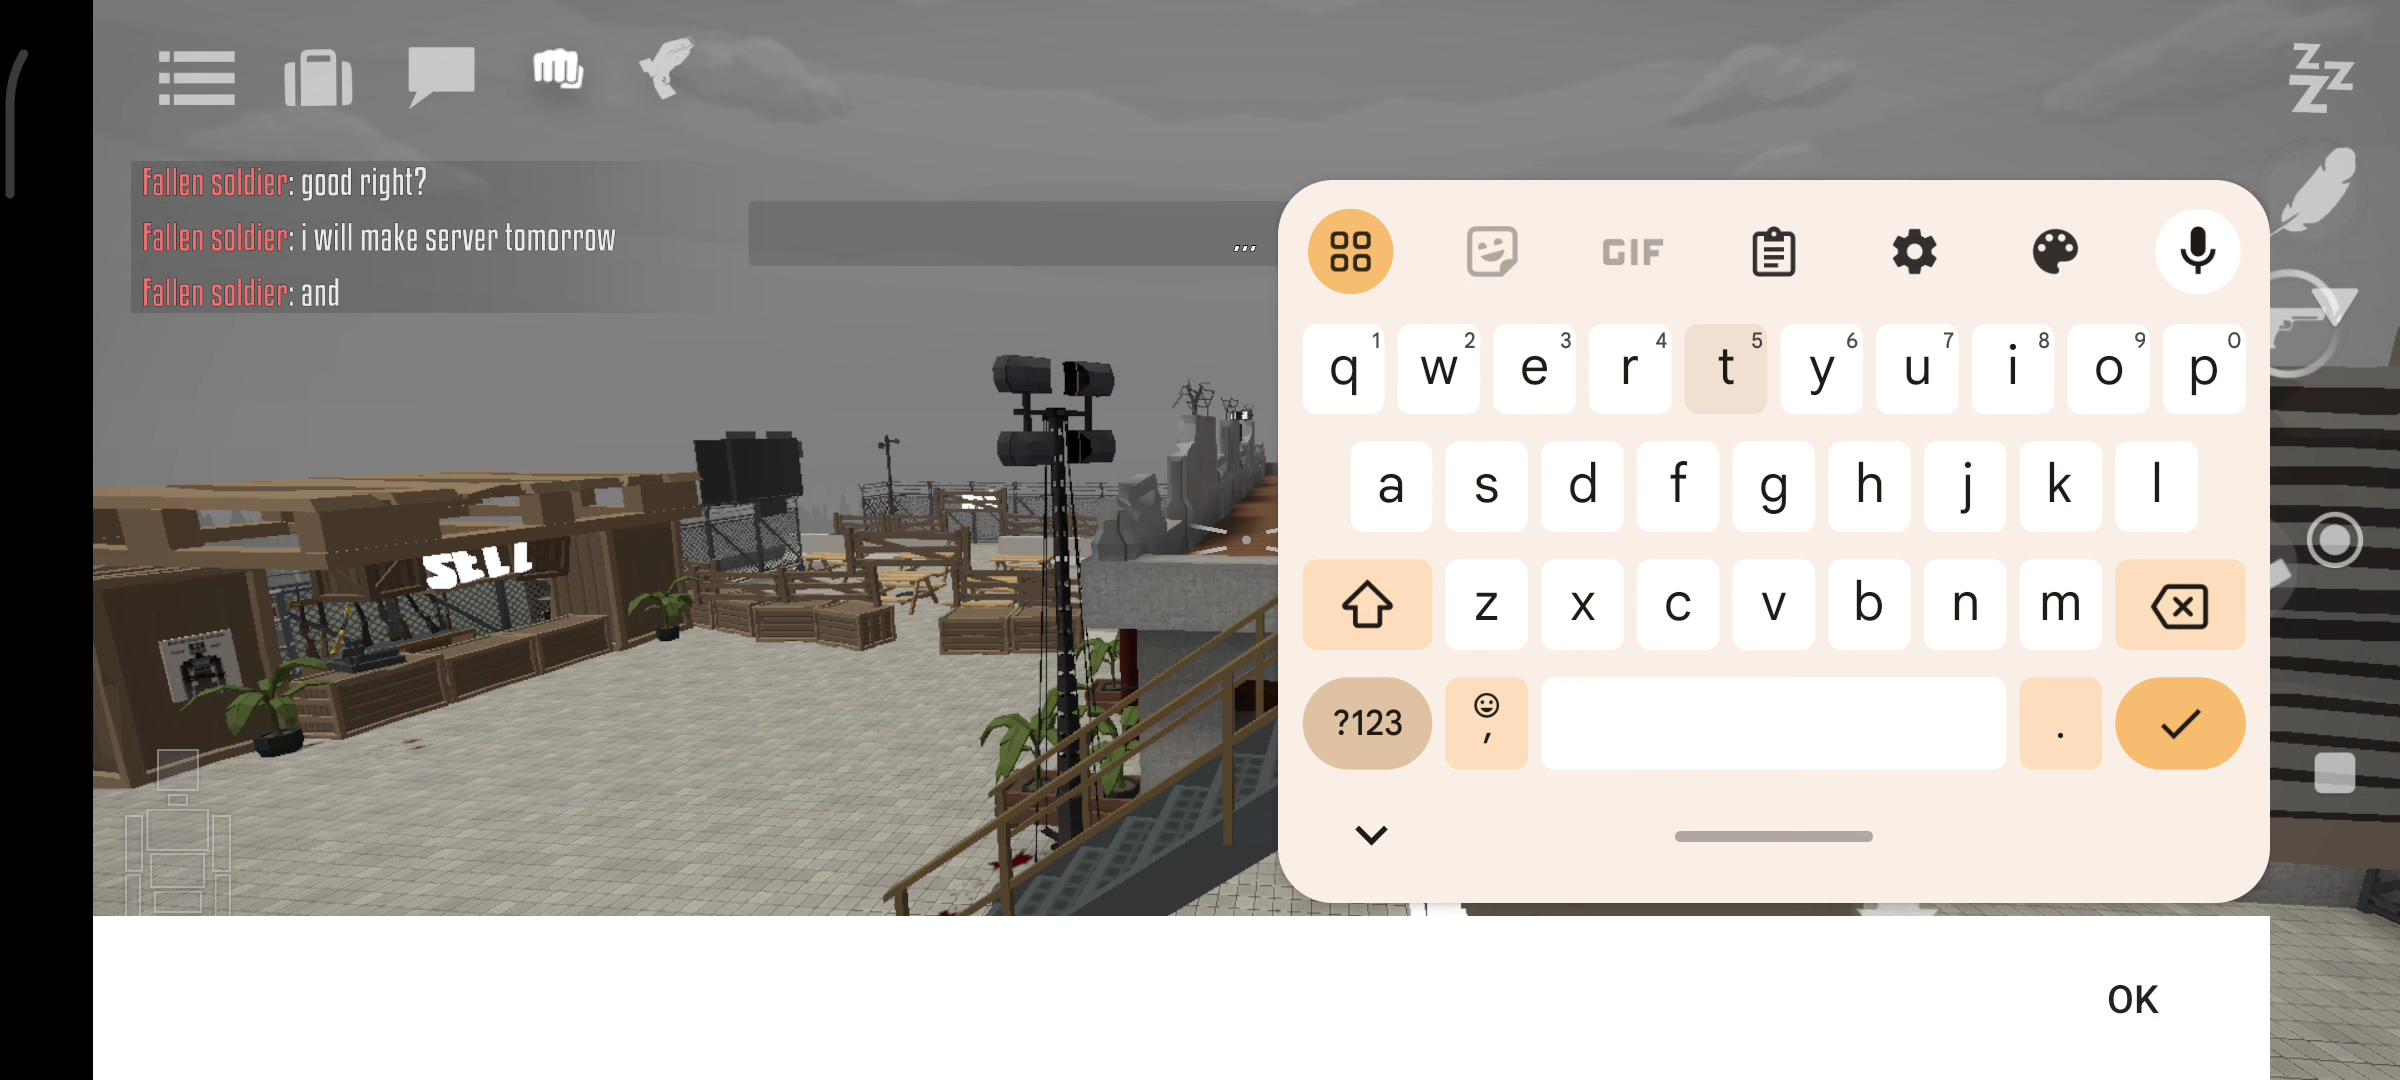 Fallen soldier: good right?
Fallen soldier: i will make server tomorrow
Fallen soldier: and
...
SELL
GIF
q 1 w 2 e 3 r 4 t 5 y 6 u 7 i 8 o 9 p 0
a s d f g h j k l
z x c v b n m
?123 , .
OK